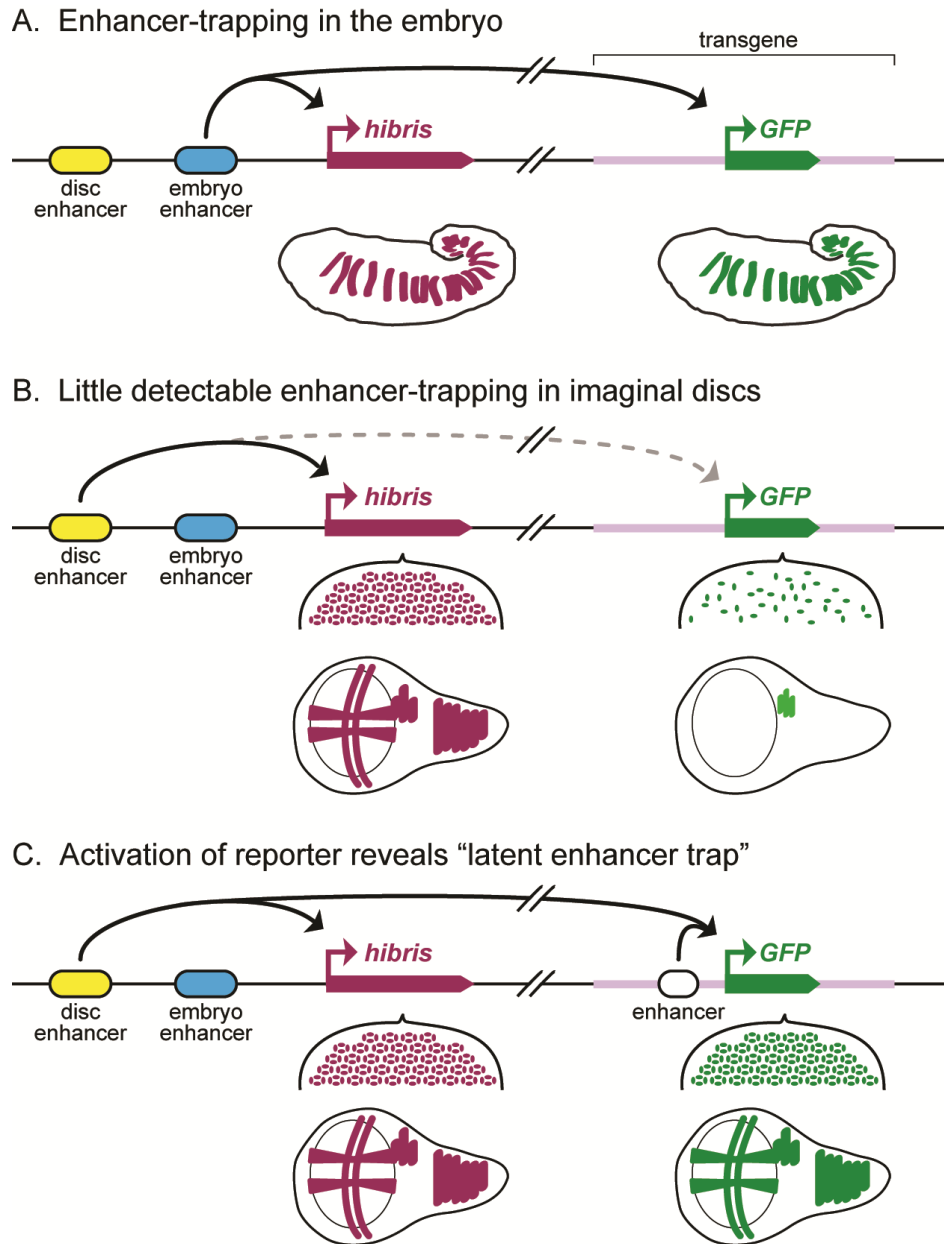 A. Enhancer-trapping in the embryo
transgene
hibris
GFP
disc
enhancer
embryo
enhancer
B. Little detectable enhancer-trapping in imaginal discs
hibris
GFP
disc
enhancer
embryo
enhancer
C. Activation of reporter reveals “latent enhancer trap”
hibris
GFP
disc
enhancer
embryo
enhancer
enhancer